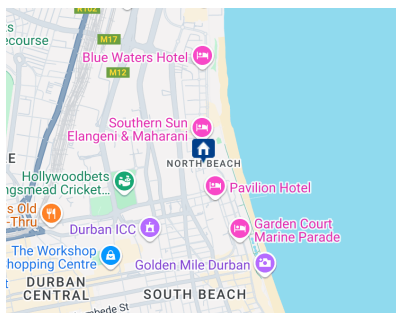 R102
ks
ecourse
M17
Blue Waters Hotel
M12
Southern Sun
Elangeni & Maharani
NORTH BEACH
E
Hollywoodbets
ngsmead Cricket...
Pavilion Hotel
s Old
-Thru
Durban ICC
Garden Court
Marine Parade
The Workshop
hopping Centre
Golden Mile Durban
DURBAN
CENTRAL
SOUTH BEACH
t
mbede St